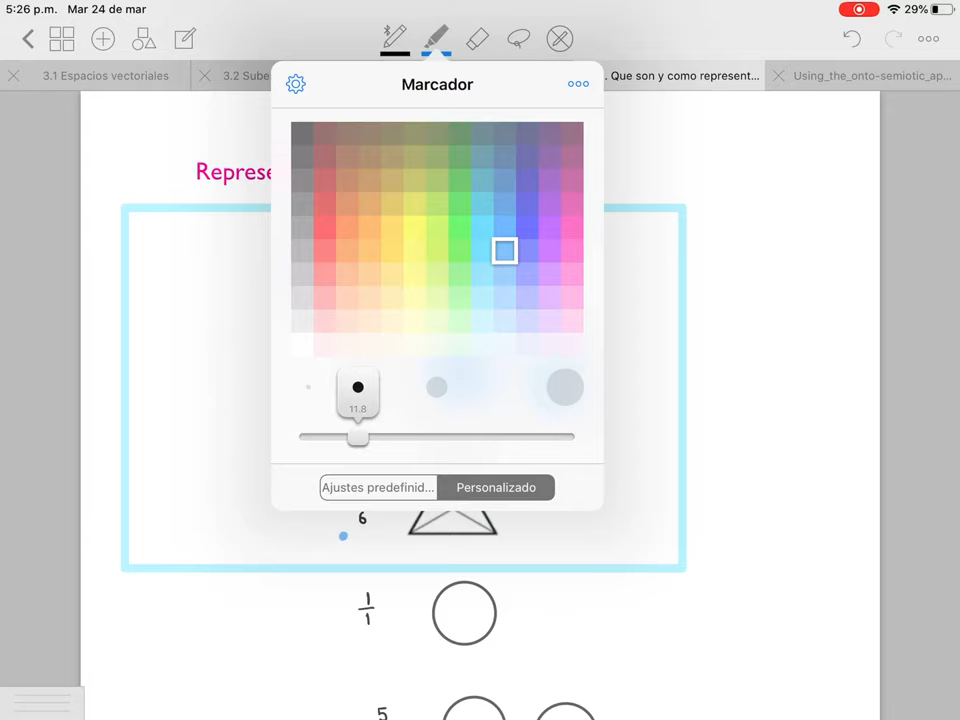 5:26 p.m. Mar 24 de mar
29%
3.1 Espacios vectoriales
3.2 Sube
. Que son y como represent...
Using_the_onto-semiotic_ap...
Marcador
Represe
11.8
Ajustes predefinid...
Personalizado
6
1
1
5